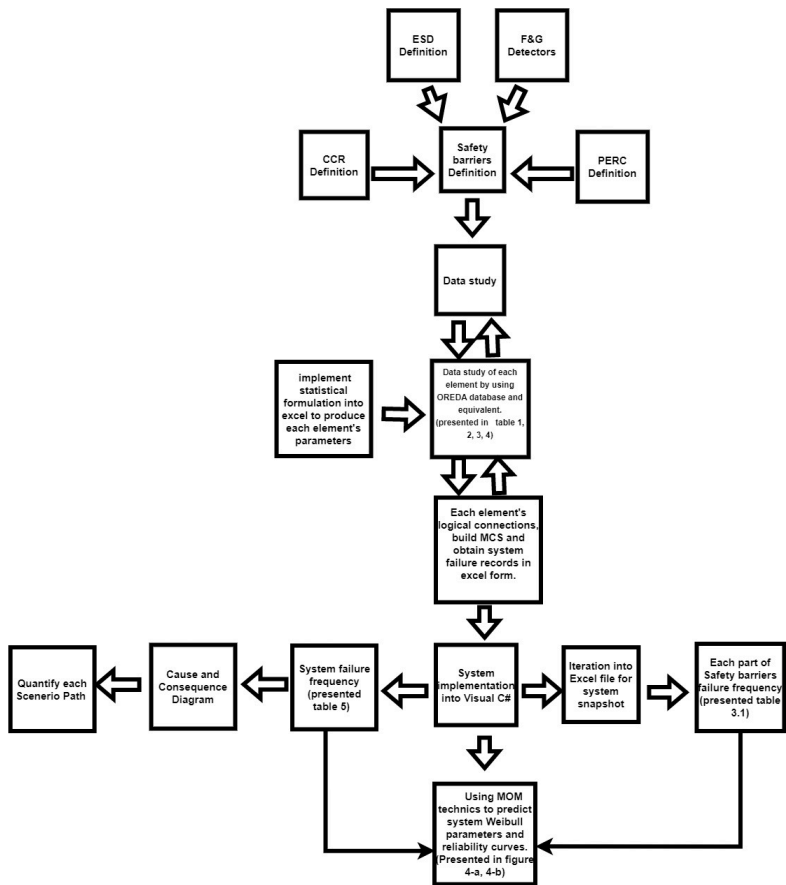 ESD
Definition
F&G
Detectors
CCR
Definition
Safety
barriers
Definition
PERC
Definition
Data study
implement
statistical
formulation into
excel to produce
each element's
parameters
Data study of each
element by using
OREDA database and
equivalent.
(presented in table 1,
2, 3, 4)
Each element's
logical connections,
build MCS and
obtain system
failure records in
excel form.
Quantify each
Scenerio Path
Cause and
Consequence
Diagram
System failure
frequency
(presented
table 5)
System
implementation
into Visual C#
Iteration into
Excel file for
system
snapshot
Each part of
Safety barriers
failure frequency
(presented table
3.1)
Using MOM
technics to predict
system Weibull
parameters and
reliability curves.
(Presented in figure
4-a, 4-b)